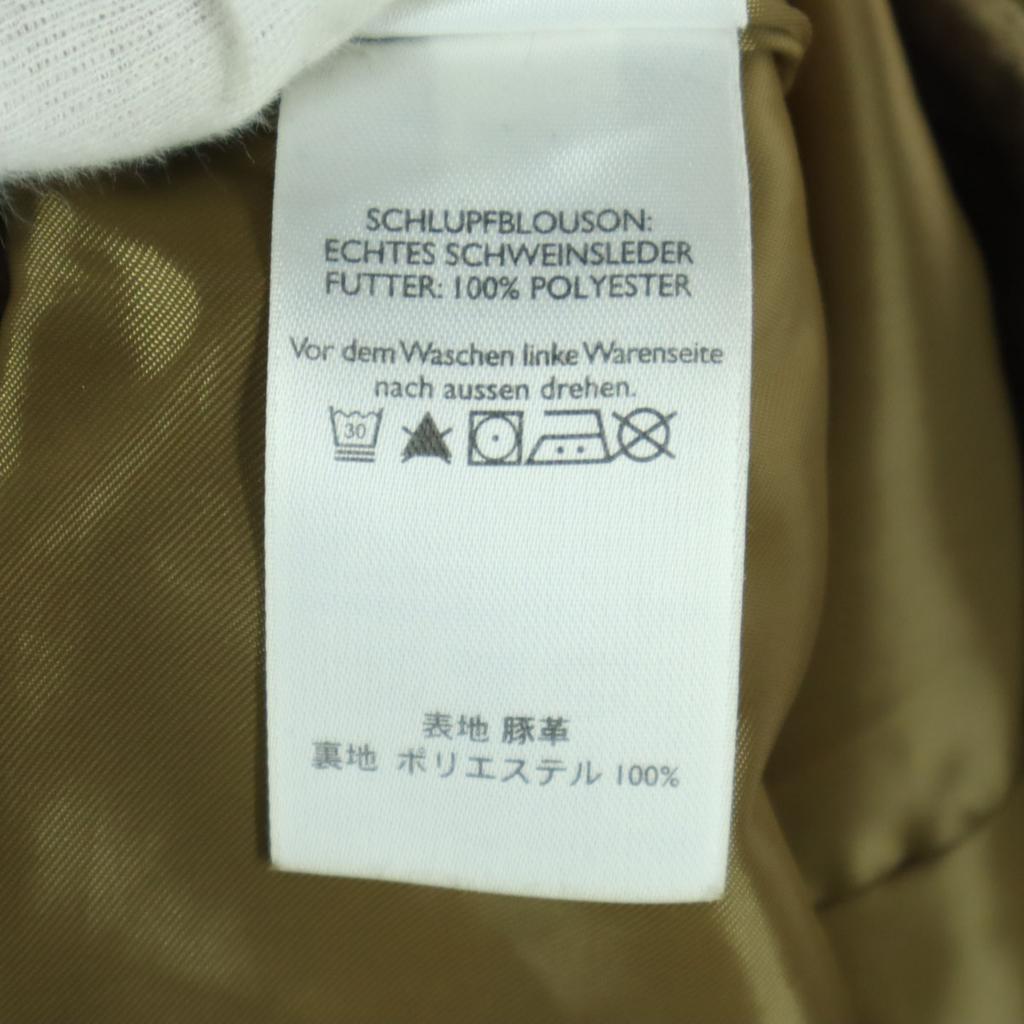 SCHLUPFBLOUSON:
ECHTES SCHWEINSLEDER
FUTTER: 100% POLYESTER
Vor dem Waschen linke Warenseite
nach aussen drehen.
30
表地 豚革
裏地 ポリエステル 100%